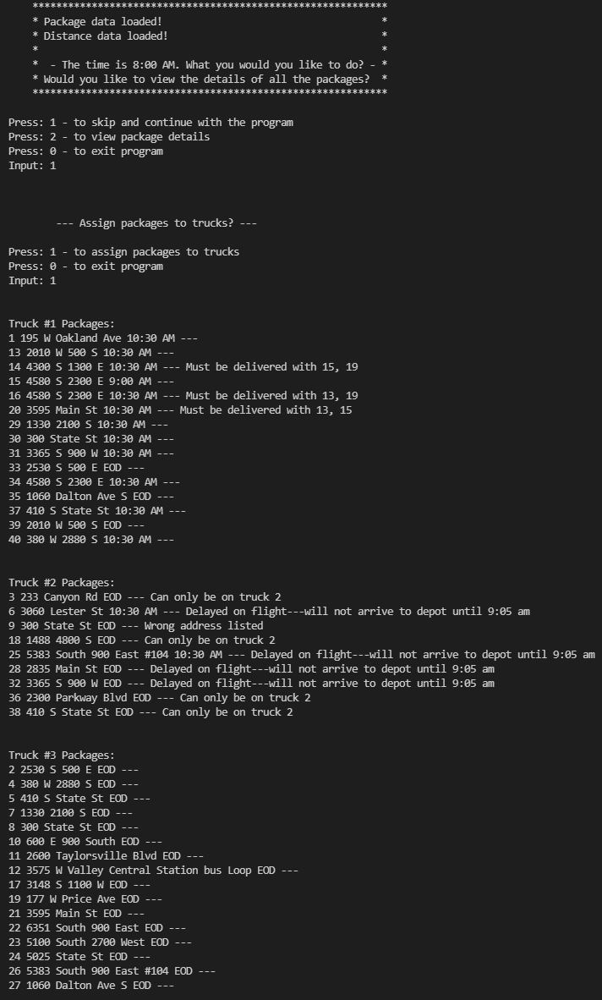 ************************************************************
* Package data loaded! *
* Distance data loaded! *
* *
* - The time is 8:00 AM. What you would you like to do? - *
* Would you like to view the details of all the packages? *
************************************************************
Press: 1 - to skip and continue with the program
Press: 2 - to view package details
Press: 0 - to exit program
Input: 1
--- Assign packages to trucks? ---
Press: 1 - to assign packages to trucks
Press: 0 - to exit program
Input: 1
Truck #1 Packages:
1 195 W Oakland Ave 10:30 AM ---
13 2010 W 500 S 10:30 AM ---
14 4300 S 1300 E 10:30 AM --- Must be delivered with 15, 19
15 4580 S 2300 E 9:00 AM ---
16 4580 S 2300 E 10:30 AM --- Must be delivered with 13, 19
20 3595 Main St 10:30 AM --- Must be delivered with 13, 15
29 1330 2100 S 10:30 AM ---
30 300 State St 10:30 AM ---
31 3365 S 900 W 10:30 AM ---
33 2530 S 500 E EOD ---
34 4580 S 2300 E 10:30 AM ---
35 1060 Dalton Ave S EOD ---
37 410 S State St 10:30 AM ---
39 2010 W 500 S EOD ---
40 380 W 2880 S 10:30 AM ---
Truck #2 Packages:
3 233 Canyon Rd EOD --- Can only be on truck 2
6 3060 Lester St 10:30 AM --- Delayed on flight---will not arrive to depot until 9:05 am
9 300 State St EOD --- Wrong address listed
18 1488 4800 S EOD --- Can only be on truck 2
25 5383 South 900 East #104 10:30 AM --- Delayed on flight---will not arrive to depot until 9:05 am
28 2835 Main St EOD --- Delayed on flight---will not arrive to depot until 9:05 am
32 3365 S 900 W EOD --- Delayed on flight---will not arrive to depot until 9:05 am
36 2300 Parkway Blvd EOD --- Can only be on truck 2
38 410 S State St EOD --- Can only be on truck 2
Truck #3 Packages:
2 2530 S 500 E EOD ---
4 380 W 2880 S EOD ---
5 410 S State St EOD ---
7 1330 2100 S EOD ---
8 300 State St EOD ---
10 600 E 900 South EOD ---
11 2600 Taylorsville Blvd EOD ---
12 3575 W Valley Central Station bus Loop EOD ---
17 3148 S 1100 W EOD ---
19 177 W Price Ave EOD ---
21 3595 Main St EOD ---
22 6351 South 900 East EOD ---
23 5100 South 2700 West EOD ---
24 5025 State St EOD ---
26 5383 South 900 East #104 EOD ---
27 1060 Dalton Ave S EOD ---